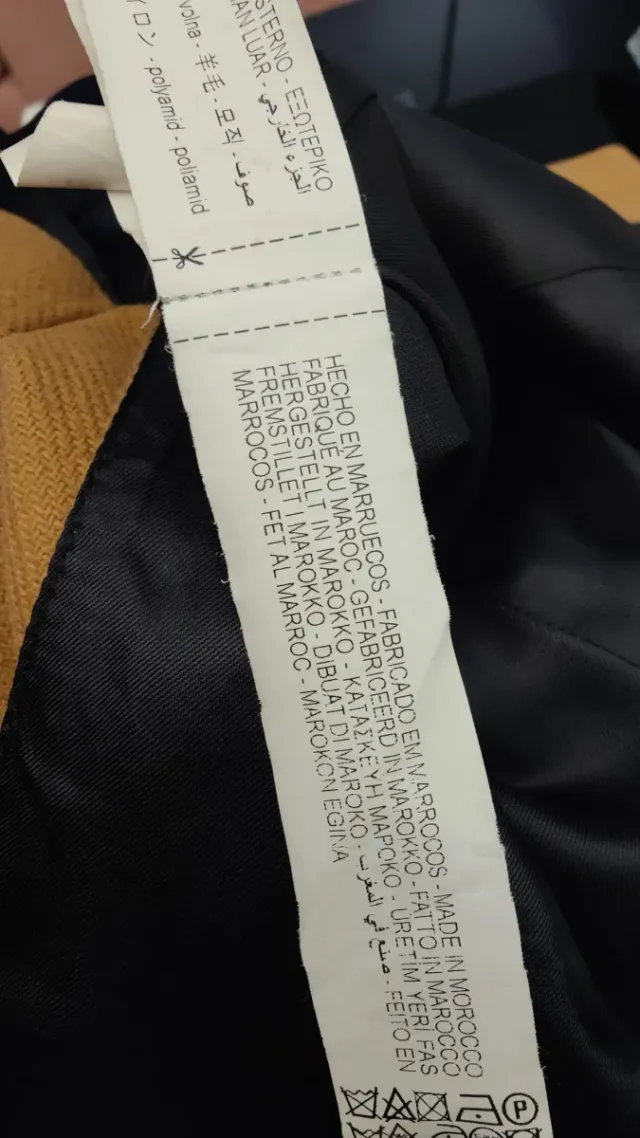 STERNO - ΕΞΩΤΕΡΙΚΟ
AN LUAR - الجزء الخارجي
volna - 羊毛 - 모직 - صوف
イロン - polyamid - poliamid
HECHO EN MARRUECOS - FABRICADO EM MARROCOS - MADE IN MOROCCO
FABRIQUÉ AU MAROC - GEFABRICEERD IN MAROKKO - FATTO IN MAROCCO
HERGESTELLT IN MAROKKO - ΚΑΤΑΣΚΕΥΗ ΜΑΡΟΚΟ - ÜRETİM YERİ FAS
FREMSTILLET I MAROKKO - DIBUAT DI MAROKO - صنع في المغرب - FEITO EN
MARROCOS - FET AL MARROC - MAROKON EGINA
P